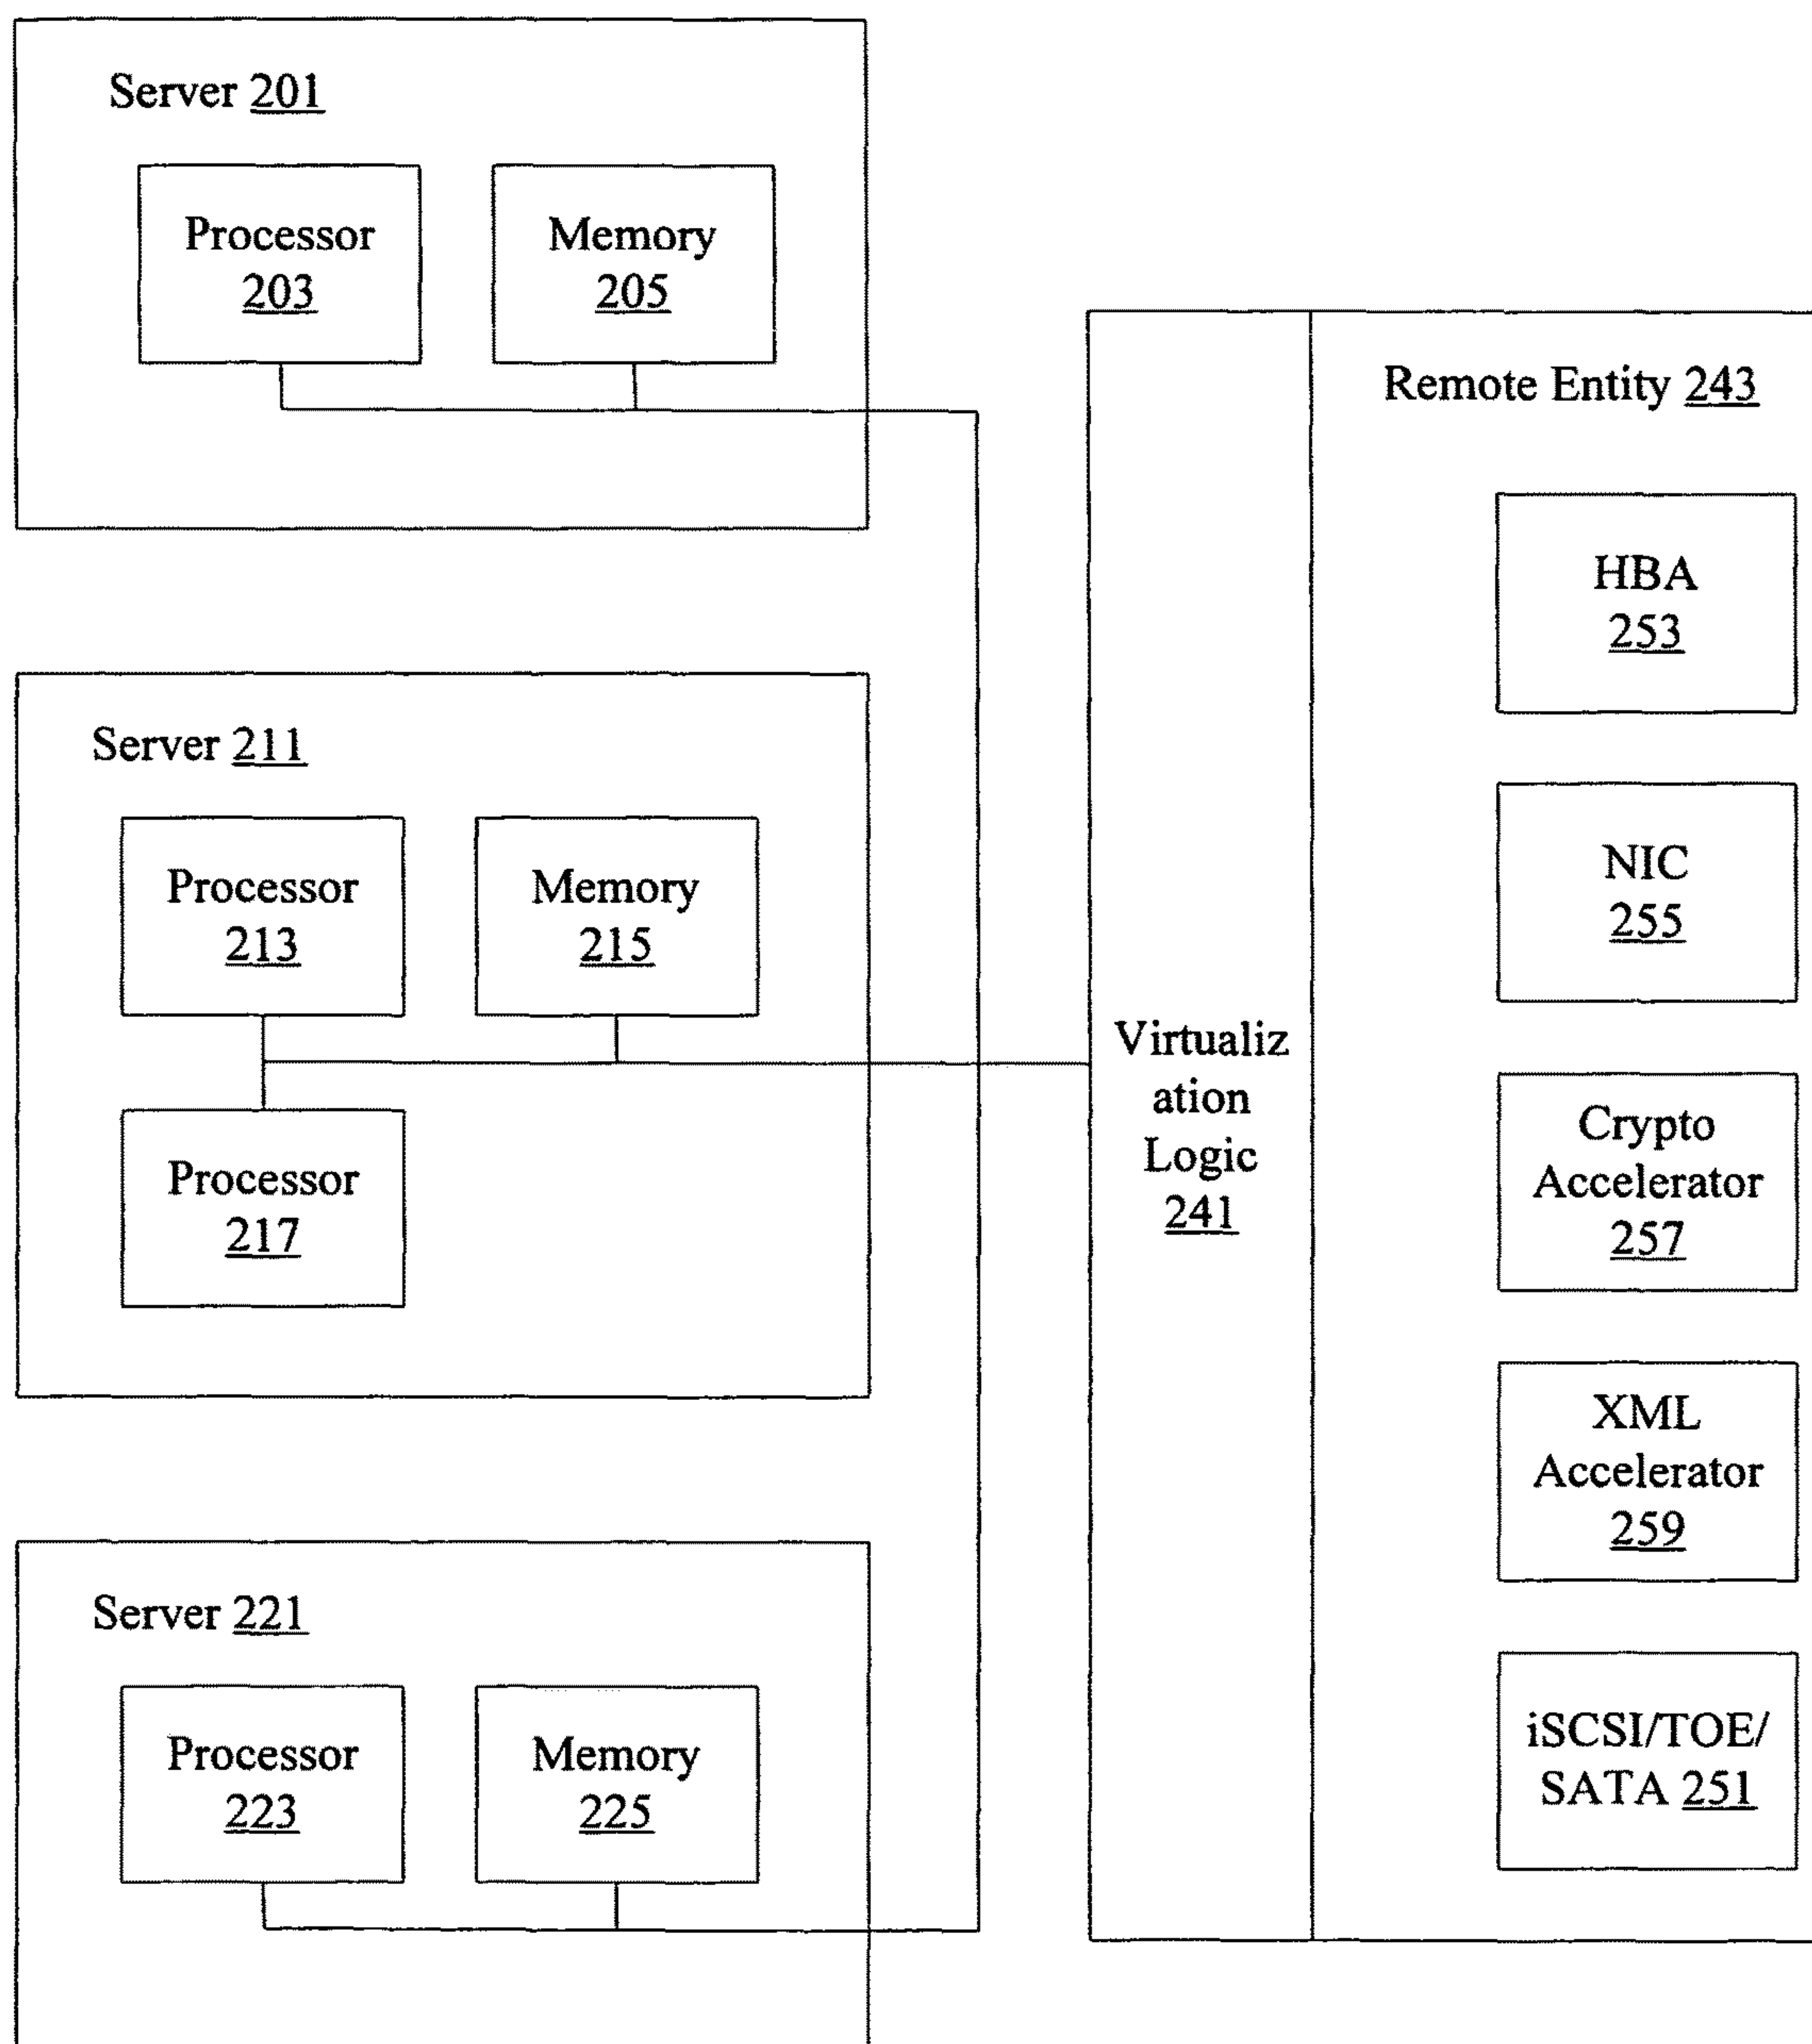 Server 201
Processor
203
Memory
205
Server 211
Processor
213
Memory
215
Processor
217
Server 221
Processor
223
Memory
225
Virtualiz
ation
Logic
241
Remote Entity 243
HBA
253
NIC
255
Crypto
Accelerator
257
XML
Accelerator
259
iSCSI/TOE/
SATA 251